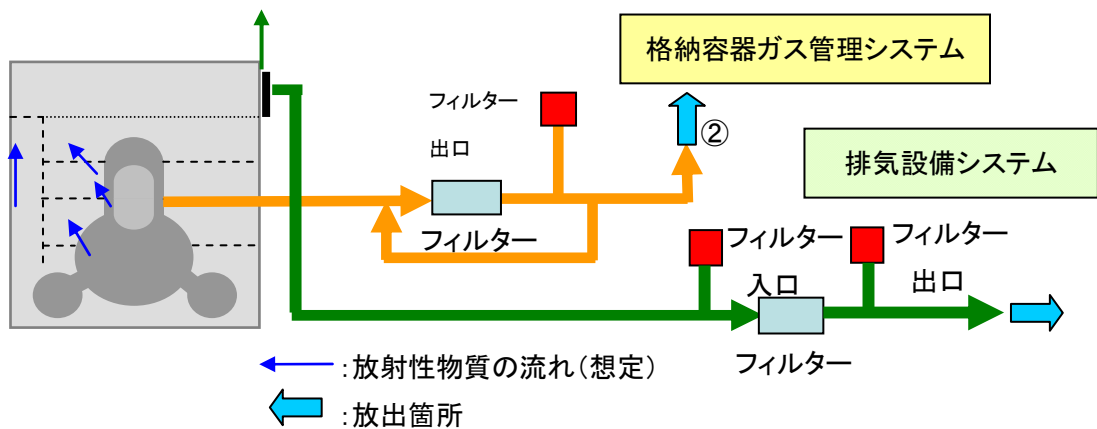 格納容器ガス管理システム
フィルター
出口
②
排気設備システム
フィルター
フィルター
フィルター
入口
出口
フィルター
:放射性物質の流れ(想定)
:放出箇所